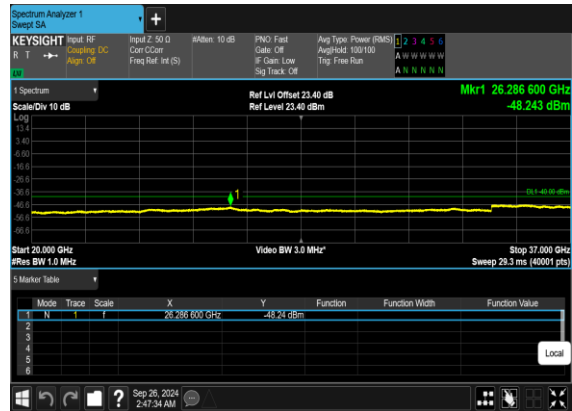 Spectrum Analyzer 1
Swept SA
+
KEYSIGHT Input: RF Input Z: 50 Ω #Atten: 10 dB PNO: Fast Avg Type: Power (RMS) 1 2 3 4 5 6
R T Coupling: DC Corr CCorr Gate: Off Avg|Hold: 100/100 A W W W W W
Align: Off Freq Ref: Int (S) IF Gain: Low Trig: Free Run
Sig Track: Off A N N N N N
1 Spectrum Ref Lvl Offset 23.40 dB Mkr1 26.286 600 GHz
Scale/Div 10 dB Ref Level 23.40 dBm -48.243 dBm
Log
13.4
3.40
-6.60
-16.6
-26.6
-36.6 1 DL1 -40.00 dBm
-46.6
-56.6
-66.6
Start 20.000 GHz Video BW 3.0 MHz* Stop 37.000 GHz
#Res BW 1.0 MHz Sweep 29.3 ms (40001 pts)
5 Marker Table
Mode Trace Scale X Y Function Function Width Function Value
1 N 1 f 26.286 600 GHz -48.24 dBm
2
3
4
5
6
Local
? Sep 26, 2024
2:47:34 AM